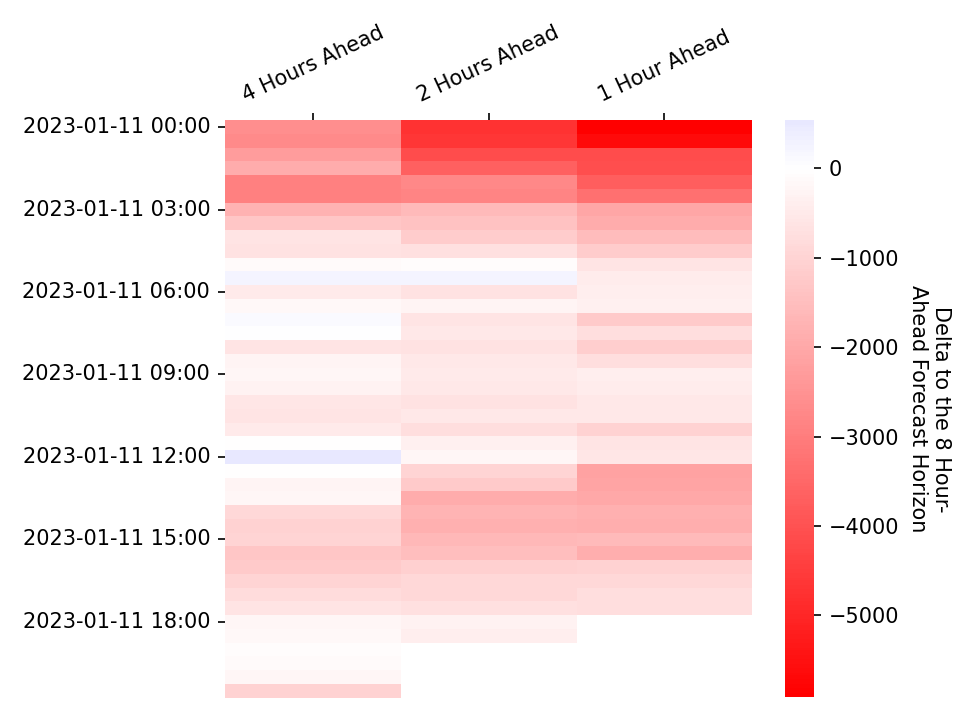 4 Hours Ahead
2 Hours Ahead
1 Hour Ahead
2023-01-11 00:00
2023-01-11 03:00
2023-01-11 06:00
2023-01-11 09:00
2023-01-11 12:00
2023-01-11 15:00
2023-01-11 18:00
0
−1000
−2000
−3000
−4000
−5000
Delta to the 8 Hour-
Ahead Forecast Horizon